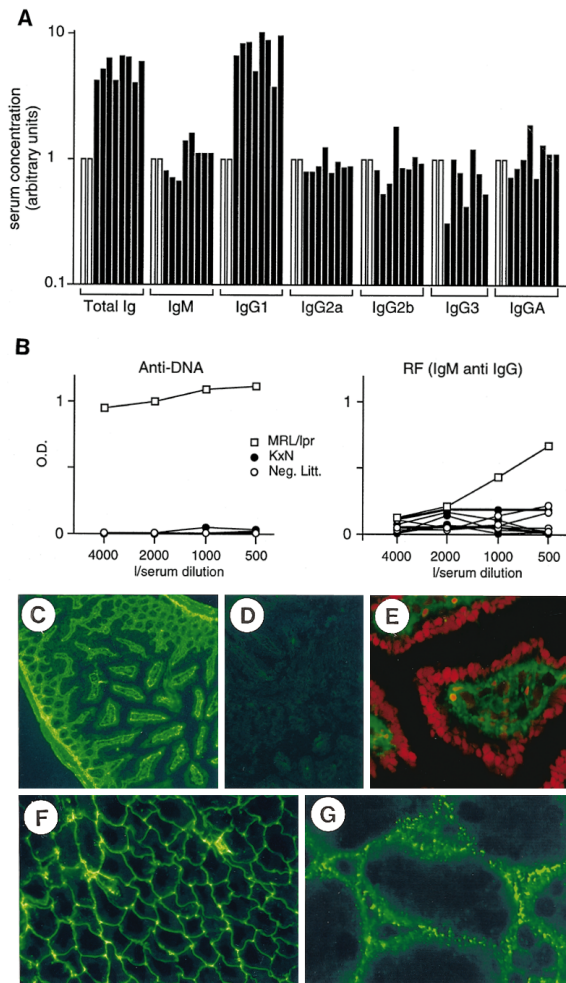 A
serum concentration
(arbitrary units)
10
1
0.1
Total Ig
IgM
IgG1
IgG2a
IgG2b
IgG3
IgGA
B
Anti-DNA
RF (IgM anti IgG)
O.D.
1
0
4000
2000
1000
500
l/serum dilution
MRL/lpr
KxN
Neg. Litt.
1
0
4000
2000
1000
500
l/serum dilution
C
D
E
F
G